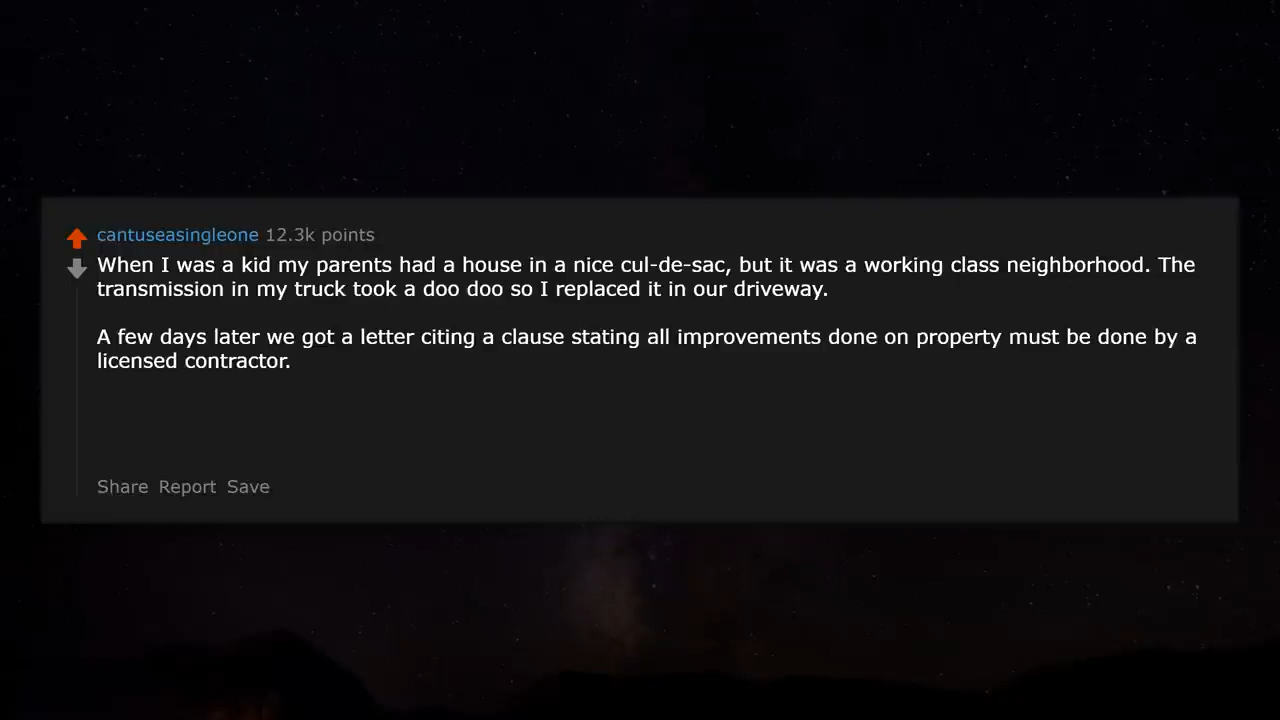 cantuseasingleone 12.3k points
When I was a kid my parents had a house in a nice cul-de-sac, but it was a working class neighborhood. The
transmission in my truck took a doo doo so I replaced it in our driveway.
A few days later we got a letter citing a clause stating all improvements done on property must be done by a
licensed contractor.
Share Report Save